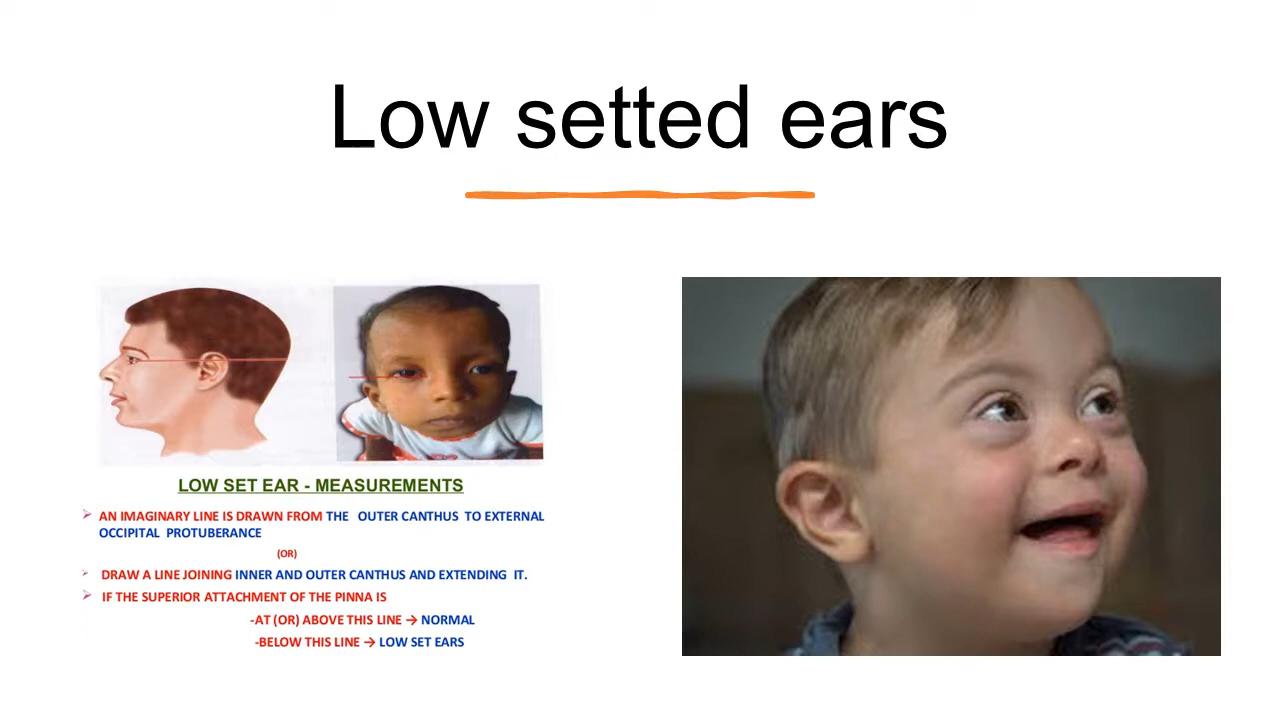 Low setted ears
LOW SET EAR - MEASUREMENTS
➢ AN IMAGINARY LINE IS DRAWN FROM THE OUTER CANTHUS TO EXTERNAL
OCCIPITAL PROTUBERANCE
(OR)
➢ DRAW A LINE JOINING INNER AND OUTER CANTHUS AND EXTENDING IT.
➢ IF THE SUPERIOR ATTACHMENT OF THE PINNA IS
-AT (OR) ABOVE THIS LINE → NORMAL
-BELOW THIS LINE → LOW SET EARS